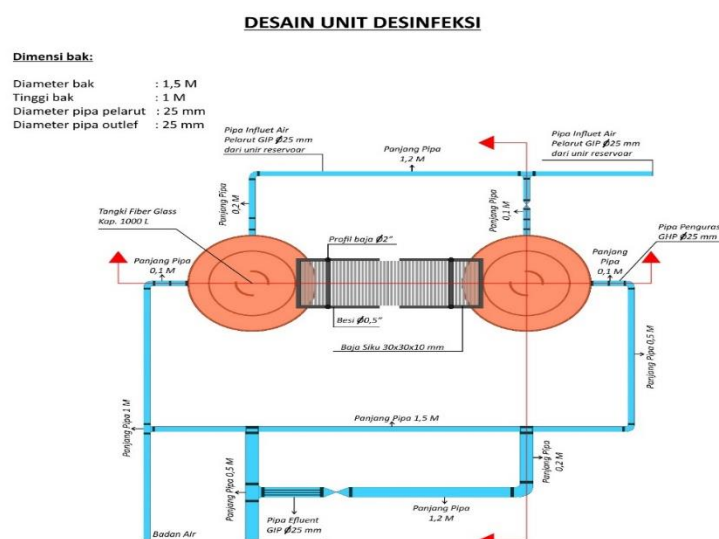 DESAIN UNIT DESINFEKSI
Dimensi bak:
Diameter bak : 1,5 M
Tinggi bak : 1 M
Diameter pipa pelarut : 25 mm
Diameter pipa outlef : 25 mm
Pipa Influet Air
Pelarut GIP Ø25 mm
dari unir reservoar
Panjang Pipa
1,2 M
Pipa Influet Air
Pelarut GIP Ø25 mm
dari unir reservoar
Panjang Pipa
0,2 M
Panjang Pipa
0,1 M
Tangki Fiber Glass
Kap. 1000 L
Profil baja Ø2"
Pipa Penguras
GHP Ø25 mm
Panjang Pipa
0,1 M
Panjang
Pipa
0,1 M
Besi Ø0,5"
Baja Siku 30x30x10 mm
Panjang Pipa 0,5 M
Panjang Pipa 1 M
Panjang Pipa 1,5 M
Panjang Pipa 0,5 M
Panjang Pipa
0,2 M
Pipa Efluent
GIP Ø25 mm
Panjang Pipa
1,2 M
Badan Air